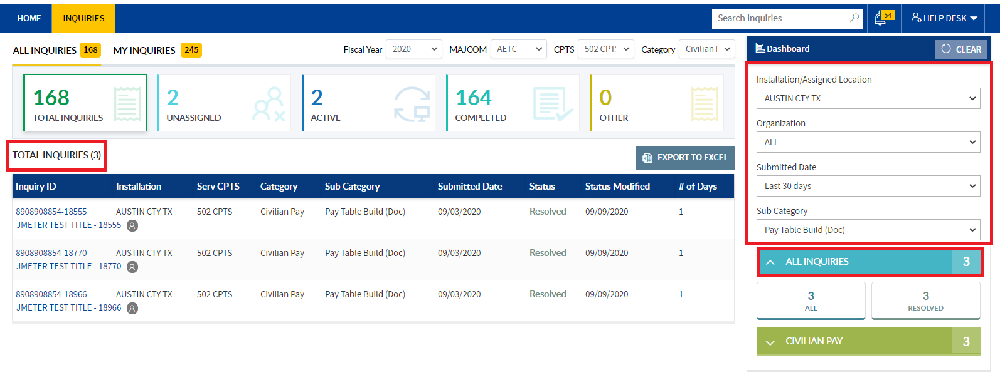 HOME
INQUIRIES
Search Inquiries
54
HELP DESK
ALL INQUIRIES 168
MY INQUIRIES 245
Fiscal Year 2020
MAJCOM AETC
CPTS 502 CPT
Category Civilian
168
TOTAL INQUIRIES
2
UNASSIGNED
2
ACTIVE
164
COMPLETED
0
OTHER
TOTAL INQUIRIES (3)
EXPORT TO EXCEL
Inquiry ID Installation Serv CPTS Category Sub Category Submitted Date Status Status Modified # of Days
8908908854-18555 AUSTIN CTY TX 502 CPTS Civilian Pay Pay Table Build (Doc) 09/03/2020 Resolved 09/09/2020 1
JMETER TEST TITLE - 18555
8908908854-18770 AUSTIN CTY TX 502 CPTS Civilian Pay Pay Table Build (Doc) 09/03/2020 Resolved 09/09/2020 1
JMETER TEST TITLE - 18770
8908908854-18966 AUSTIN CTY TX 502 CPTS Civilian Pay Pay Table Build (Doc) 09/03/2020 Resolved 09/09/2020 1
JMETER TEST TITLE - 18966
Dashboard
CLEAR
Installation/Assigned Location
AUSTIN CTY TX
Organization
ALL
Submitted Date
Last 30 days
Sub Category
Pay Table Build (Doc)
ALL INQUIRIES 3
3
ALL
3
RESOLVED
CIVILIAN PAY 3